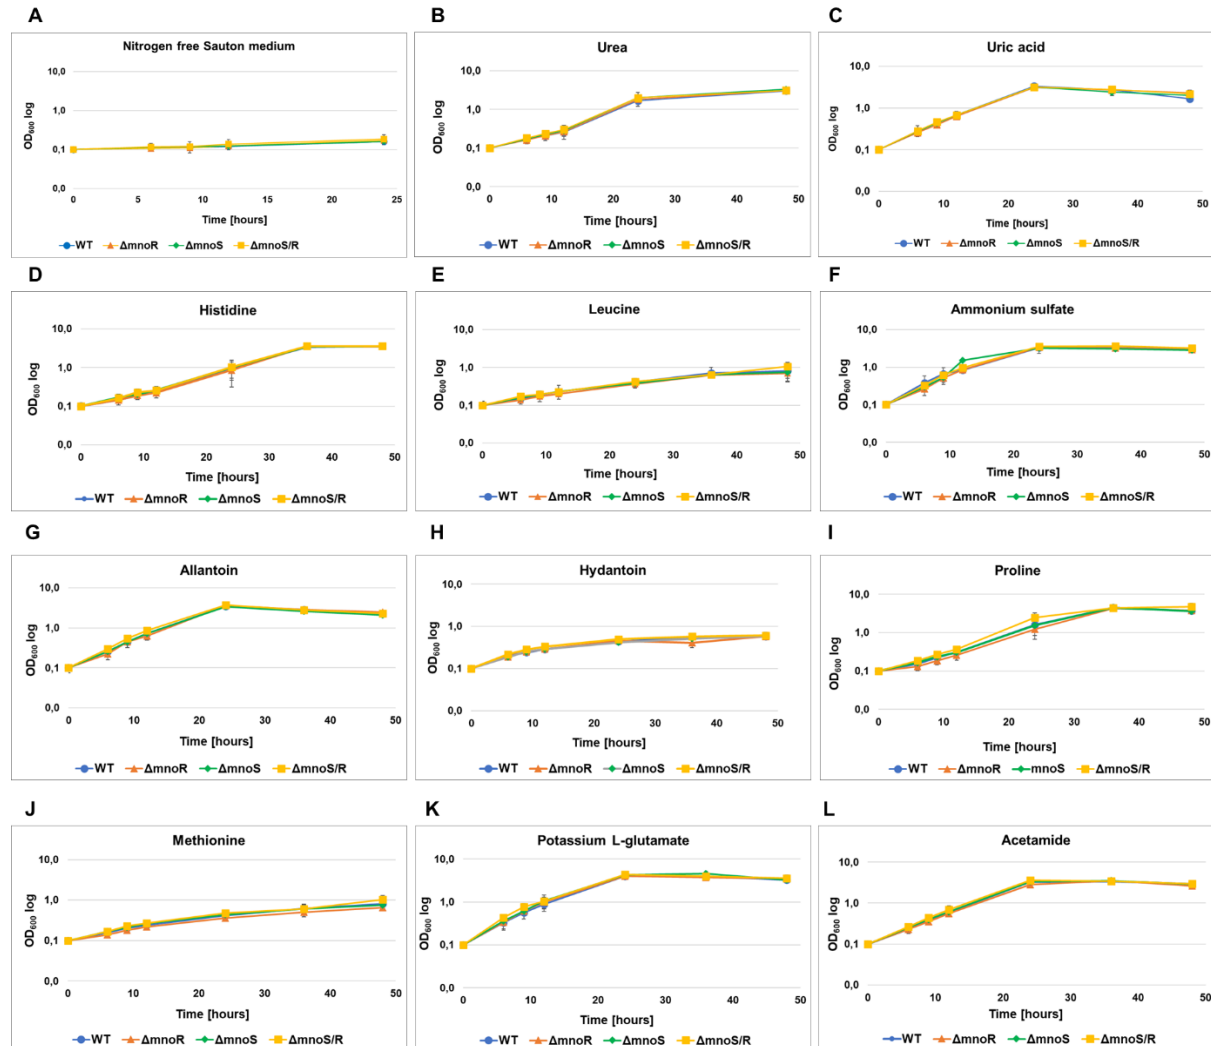 A
Nitrogen free Sauton medium
OD600 log
10,0
1,0
0,1
0,0
0 5 10 15 20 25
Time [hours]
WT ΔmnoR ΔmnoS ΔmnoS/R
B
Urea
OD600 log
10,0
1,0
0,1
0,0
0 10 20 30 40 50
Time [hours]
WT ΔmnoR ΔmnoS ΔmnoS/R
C
Uric acid
OD600 log
10,0
1,0
0,1
0,0
0 10 20 30 40 50
Time [hours]
WT ΔmnoR ΔmnoS ΔmnoS/R
D
Histidine
OD600 log
10,0
1,0
0,1
0,0
0 10 20 30 40 50
Time [hours]
WT ΔmnoR ΔmnoS ΔmnoS/R
E
Leucine
OD600 log
10,0
1,0
0,1
0,0
0 10 20 30 40 50
Time [hours]
WT ΔmnoR ΔmnoS ΔmnoS/R
F
Ammonium sulfate
OD600 log
10,0
1,0
0,1
0,0
0 10 20 30 40 50
Time [hours]
WT ΔmnoR ΔmnoS ΔmnoS/R
G
Allantoin
OD600 log
10,0
1,0
0,1
0,0
0 10 20 30 40 50
Time [hours]
WT ΔmnoR ΔmnoS ΔmnoS/R
H
Hydantoin
OD600 log
10,0
1,0
0,1
0,0
0 10 20 30 40 50
Time [hours]
WT ΔmnoR ΔmnoS ΔmnoS/R
I
Proline
OD600 log
10,0
1,0
0,1
0,0
0 10 20 30 40 50
Time [hours]
WT ΔmnoR mnoS ΔmnoS/R
J
Methionine
OD600 log
10,0
1,0
0,1
0,0
0 10 20 30 40 50
Time [hours]
WT ΔmnoR ΔmnoS ΔmnoS/R
K
Potassium L-glutamate
OD600 log
10,0
1,0
0,1
0,0
0 10 20 30 40 50
Time [hours]
WT ΔmnoR ΔmnoS ΔmnoS/R
L
Acetamide
OD600 log
10,0
1,0
0,1
0,0
0 10 20 30 40 50
Time [hours]
WT ΔmnoR ΔmnoS ΔmnoS/R